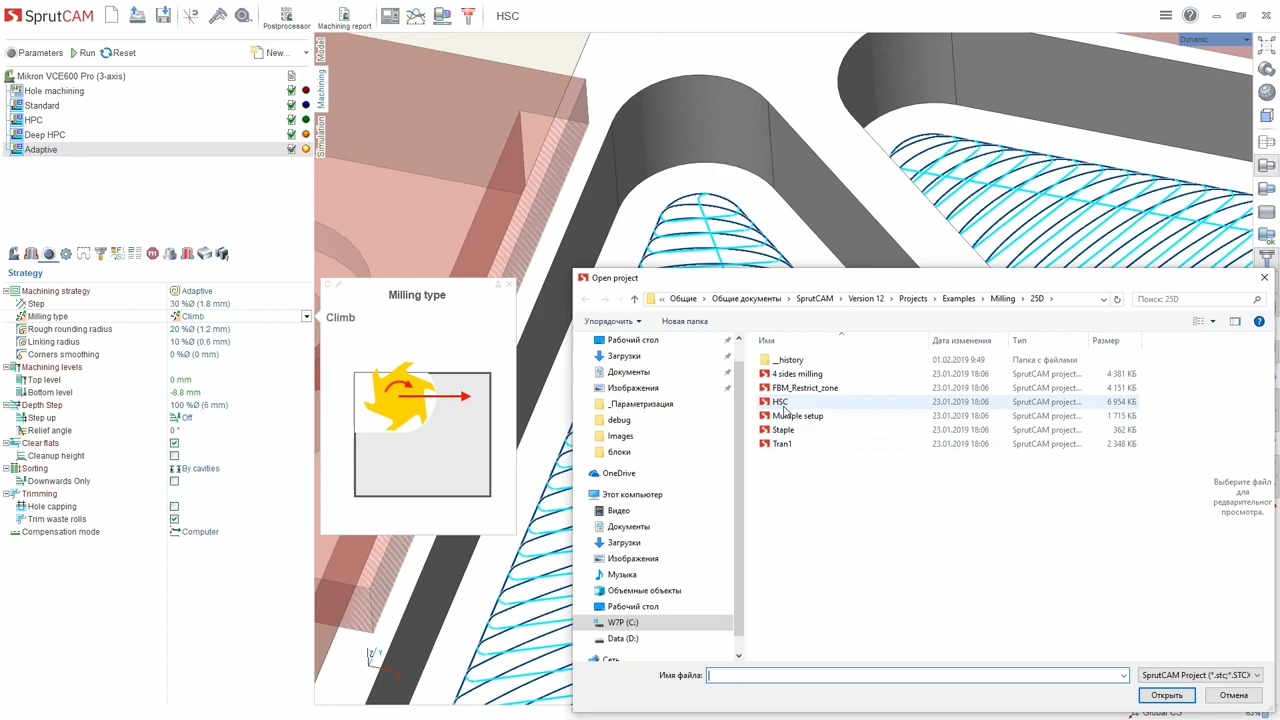 SprutCAM
Postprocessor
Machining report
HSC
Parameters
Run
Reset
New...
Dynamic
Mikron VCE600 Pro (3-axis)
Hole machining
Standard
HPC
Deep HPC
Adaptive
Model
Machining
Simulation
Strategy
Machining strategy Adaptive
Step 30 %Ø (1.8 mm)
Milling type Climb
Rough rounding radius 20 %Ø (1.2 mm)
Linking radius 10 %Ø (0.6 mm)
Corners smoothing 0 %Ø (0 mm)
Machining levels
Top level 0 mm
Bottom level -8.8 mm
Depth Step 100 %Ø (6 mm)
Step up Off
Relief angle 0 °
Clear flats
Cleanup height
Sorting By cavities
Downwards Only
Trimming
Hole capping
Trim waste rolls
Compensation mode Computer
Milling type
Climb
Z Y
X
Open project
« Общие › Общие документы › SprutCAM › Version 12 › Projects › Examples › Milling › 25D ›
Поиск: 25D
Упорядочить Новая папка
Рабочий стол
Загрузки
Документы
Изображения
_Параметризация
debug
Images
блоки
OneDrive
Этот компьютер
Видео
Документы
Загрузки
Изображения
Музыка
Объемные объекты
Рабочий стол
W7P (C:)
Data (D:)
Сеть
Имя Дата изменения Тип Размер
__history 01.02.2019 9:49 Папка с файлами
4 sides milling 23.01.2019 18:06 SprutCAM project... 4 381 КБ
FBM_Restrict_zone 23.01.2019 18:06 SprutCAM project... 4 151 КБ
HSC 23.01.2019 18:06 SprutCAM project... 6 954 КБ
Multiple setup 23.01.2019 18:06 SprutCAM project... 1 715 КБ
Staple 23.01.2019 18:06 SprutCAM project... 362 КБ
Tran1 23.01.2019 18:06 SprutCAM project... 2 348 КБ
Выберите файл
для
редварительног
просмотра.
Имя файла:
SprutCAM Project (*.stc;*.STC)
Открыть
Отмена
Global CS
63%